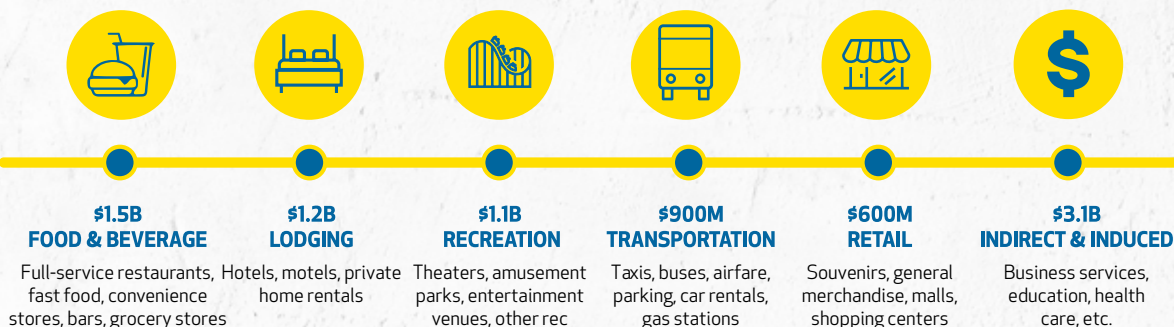 $1.5B
FOOD & BEVERAGE
Full-service restaurants,
fast food, convenience
stores, bars, grocery stores
$1.2B
LODGING
Hotels, motels, private
home rentals
$1.1B
RECREATION
Theaters, amusement
parks, entertainment
venues, other rec
$900M
TRANSPORTATION
Taxis, buses, airfare,
parking, car rentals,
gas stations
$600M
RETAIL
Souvenirs, general
merchandise, malls,
shopping centers
$
$3.1B
INDIRECT & INDUCED
Business services,
education, health
care, etc.